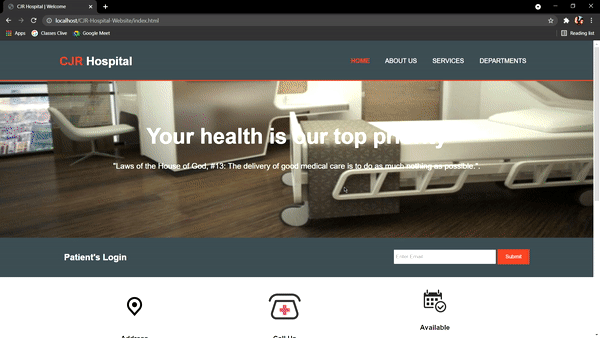 CJR Hospital | Welcome
localhost/CJR-Hospital-Website/index.html
Apps Classes Clive Google Meet Reading list
CJR Hospital HOME ABOUT US SERVICES DEPARTMENTS
Your health is our top priority
"Laws of the House of God, #13: The delivery of good medical care is to do as much nothing as possible.".
Patient's Login Enter E-mail Submit
Available
Address Call Us